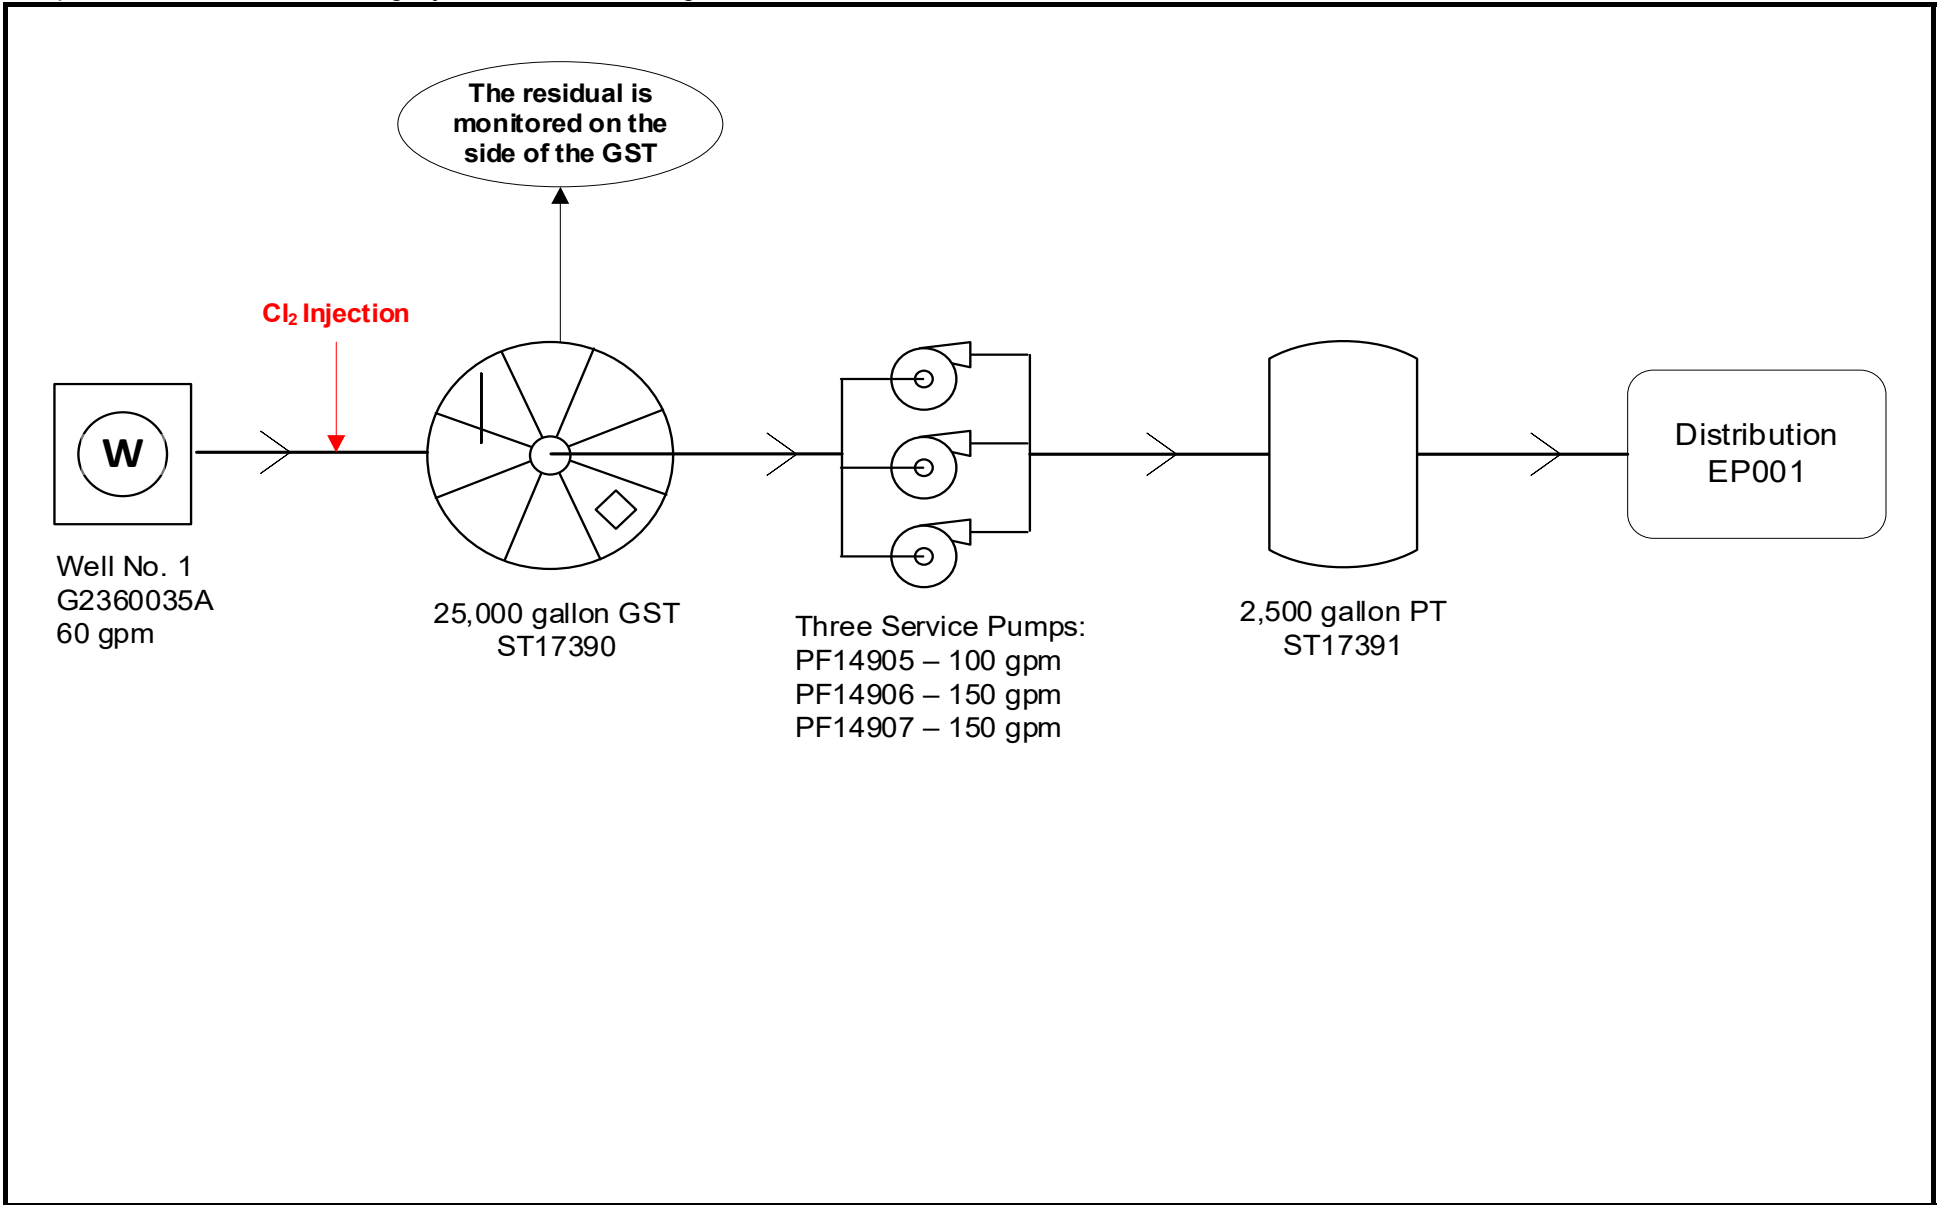 The residual is
monitored on the
side of the GST
Cl₂ Injection
W
Well No. 1
G2360035A
60 gpm
25,000 gallon GST
ST17390
Three Service Pumps:
PF14905 – 100 gpm
PF14906 – 150 gpm
PF14907 – 150 gpm
2,500 gallon PT
ST17391
Distribution
EP001